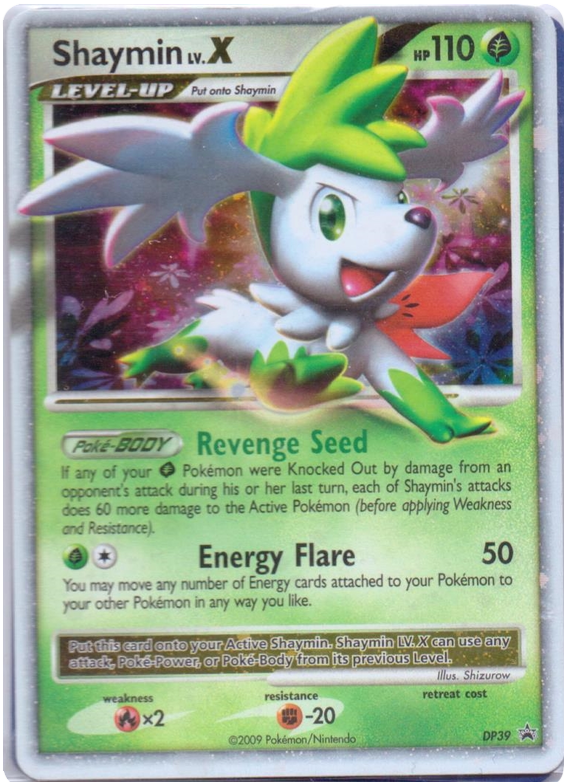 Shaymin LV.X HP 110
LEVEL-UP Put onto Shaymin
Poké-BODY Revenge Seed
If any of your Pokémon were Knocked Out by damage from an
opponent's attack during his or her last turn, each of Shaymin's attacks
does 60 more damage to the Active Pokémon (before applying Weakness
and Resistance).
Energy Flare 50
You may move any number of Energy cards attached to your Pokémon to
your other Pokémon in any way you like.
Put this card onto your Active Shaymin. Shaymin LV. X can use any
attack, Poké-Power, or Poké-Body from its previous Level.
Illus. Shizurow
weakness resistance retreat cost
×2 -20
©2009 Pokémon/Nintendo DP39